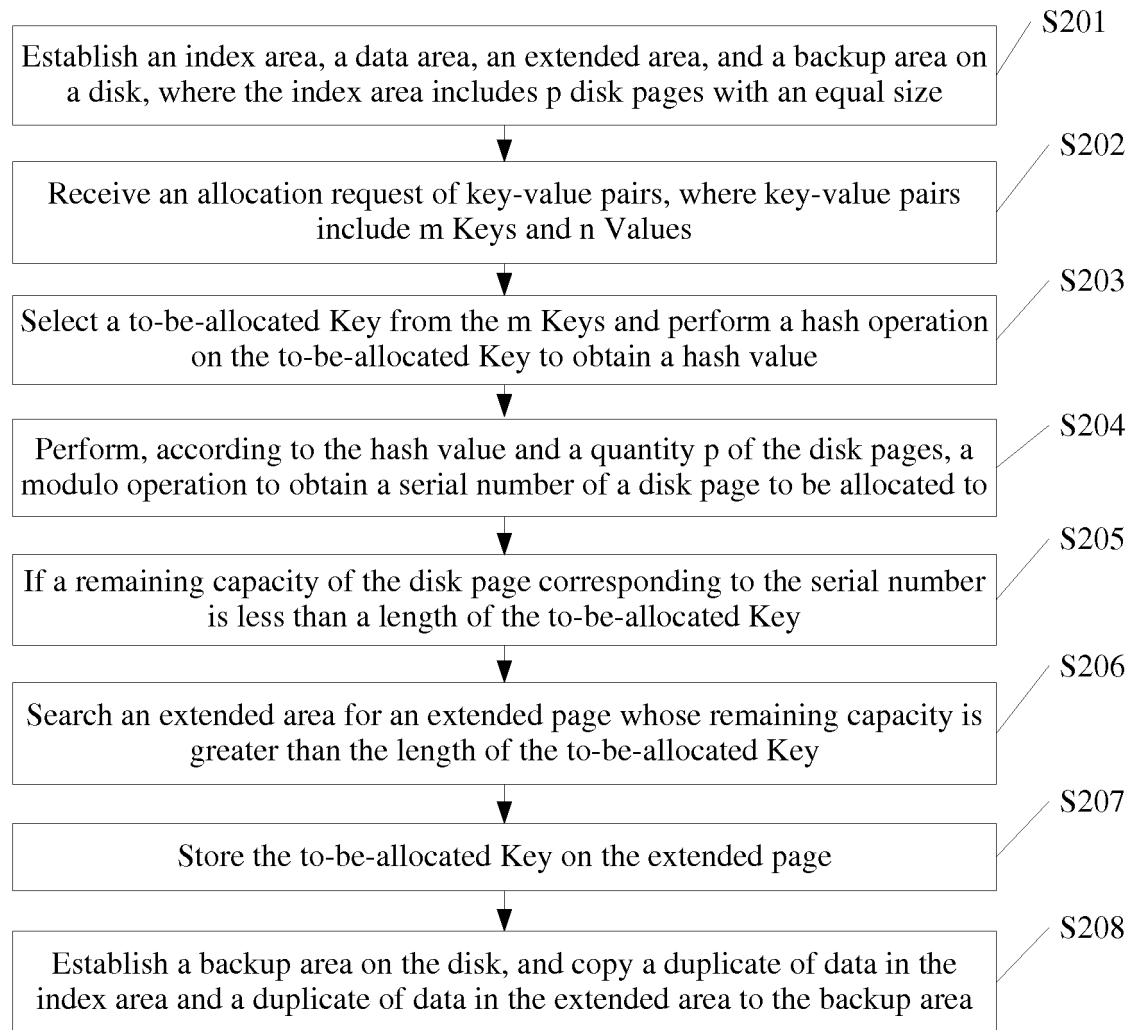 S201
Establish an index area, a data area, an extended area, and a backup area on
a disk, where the index area includes p disk pages with an equal size
S202
Receive an allocation request of key-value pairs, where key-value pairs
include m Keys and n Values
S203
Select a to-be-allocated Key from the m Keys and perform a hash operation
on the to-be-allocated Key to obtain a hash value
S204
Perform, according to the hash value and a quantity p of the disk pages, a
modulo operation to obtain a serial number of a disk page to be allocated to
S205
If a remaining capacity of the disk page corresponding to the serial number
is less than a length of the to-be-allocated Key
S206
Search an extended area for an extended page whose remaining capacity is
greater than the length of the to-be-allocated Key
S207
Store the to-be-allocated Key on the extended page
S208
Establish a backup area on the disk, and copy a duplicate of data in the
index area and a duplicate of data in the extended area to the backup area